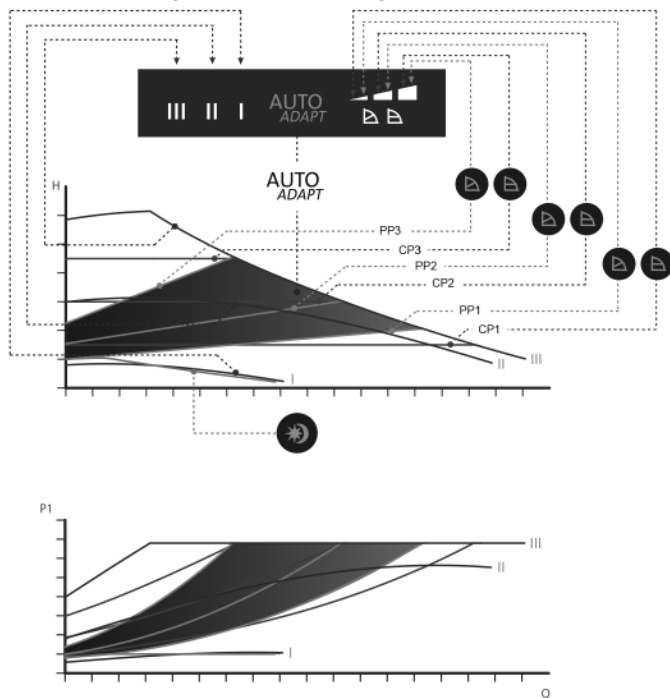 III II I AUTO
ADAPT
AUTO
ADAPT
H
PP3
CP3
PP2
CP2
PP1
CP1
III
II
I
P1
III
II
I
Q